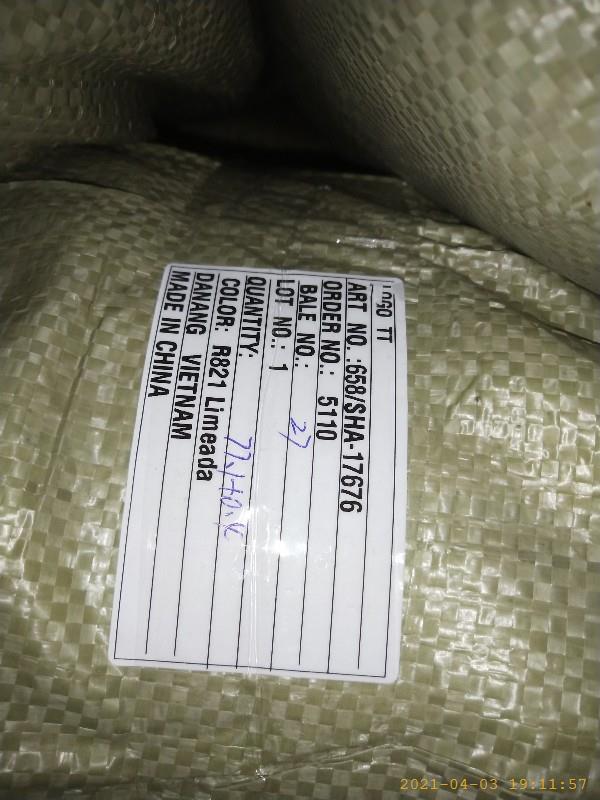 ART NO. :658/SHA-17676
ORDER NO.: 5110
BALE NO.: 27
LOT NO.: 1
QUANTITY:
COLOR: R821 Limeada
DANANG VIETNAM
MADE IN CHINA
2021-04-03 19:11:57